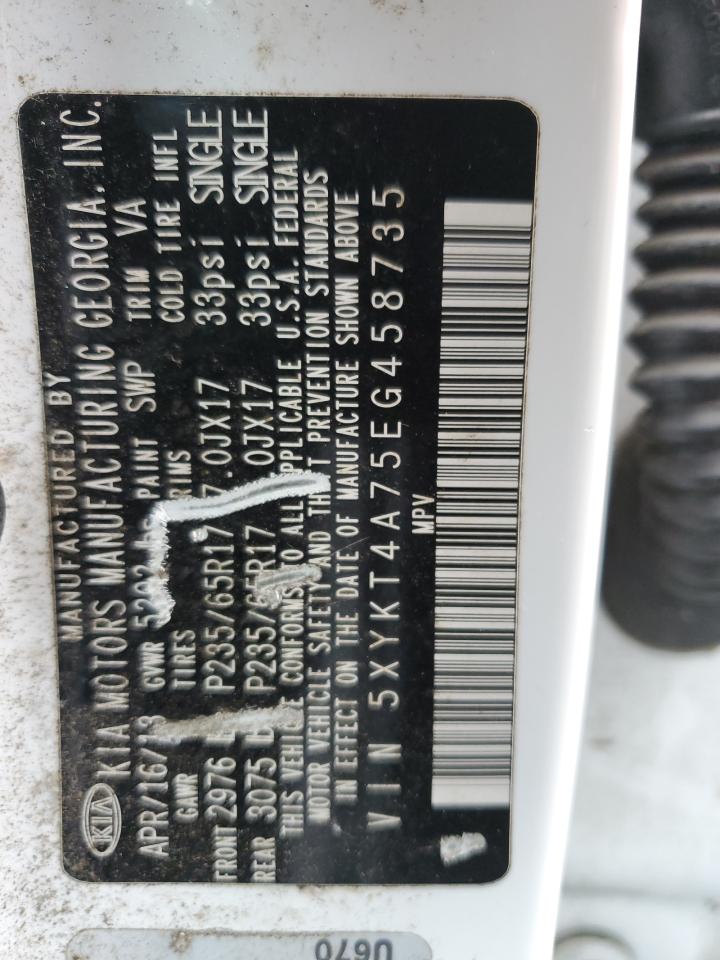 MANUFACTURED BY
KIA KIA MOTORS MANUFACTURING GEORGIA, INC.
APR/16/13 GVWR PAINT SWP TRIM VA
GAWR TIRES RIMS COLD TIRE INFL
FRONT 2976 P235/65R17 7.0JX17 33psi SINGLE
REAR 3075 P235/65R17 .0JX17 33psi SINGLE
THIS VEHICLE CONFORMS TO ALL APPLICABLE U.S.A. FEDERAL
MOTOR VEHICLE SAFETY AND THEFT PREVENTION STANDARDS
IN EFFECT ON THE DATE OF MANUFACTURE SHOWN ABOVE
VIN 5XYKT4A75EG458735
MPV
U670